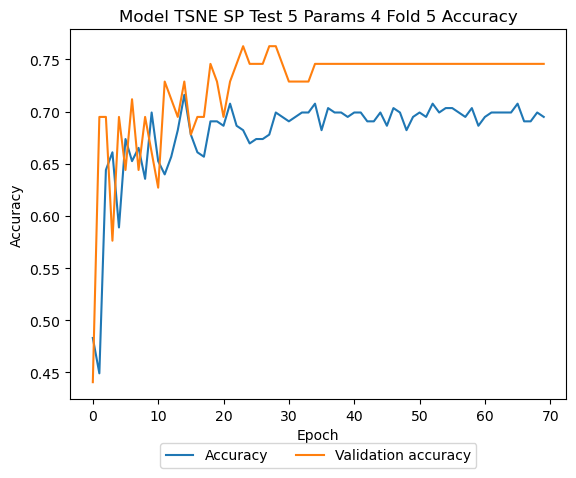 Model TSNE SP Test 5 Params 4 Fold 5 Accuracy
0.75
0.70
0.65
0.60
0.55
0.50
0.45
Accuracy
0 10 20 30 40 50 60 70
Epoch
Accuracy Validation accuracy